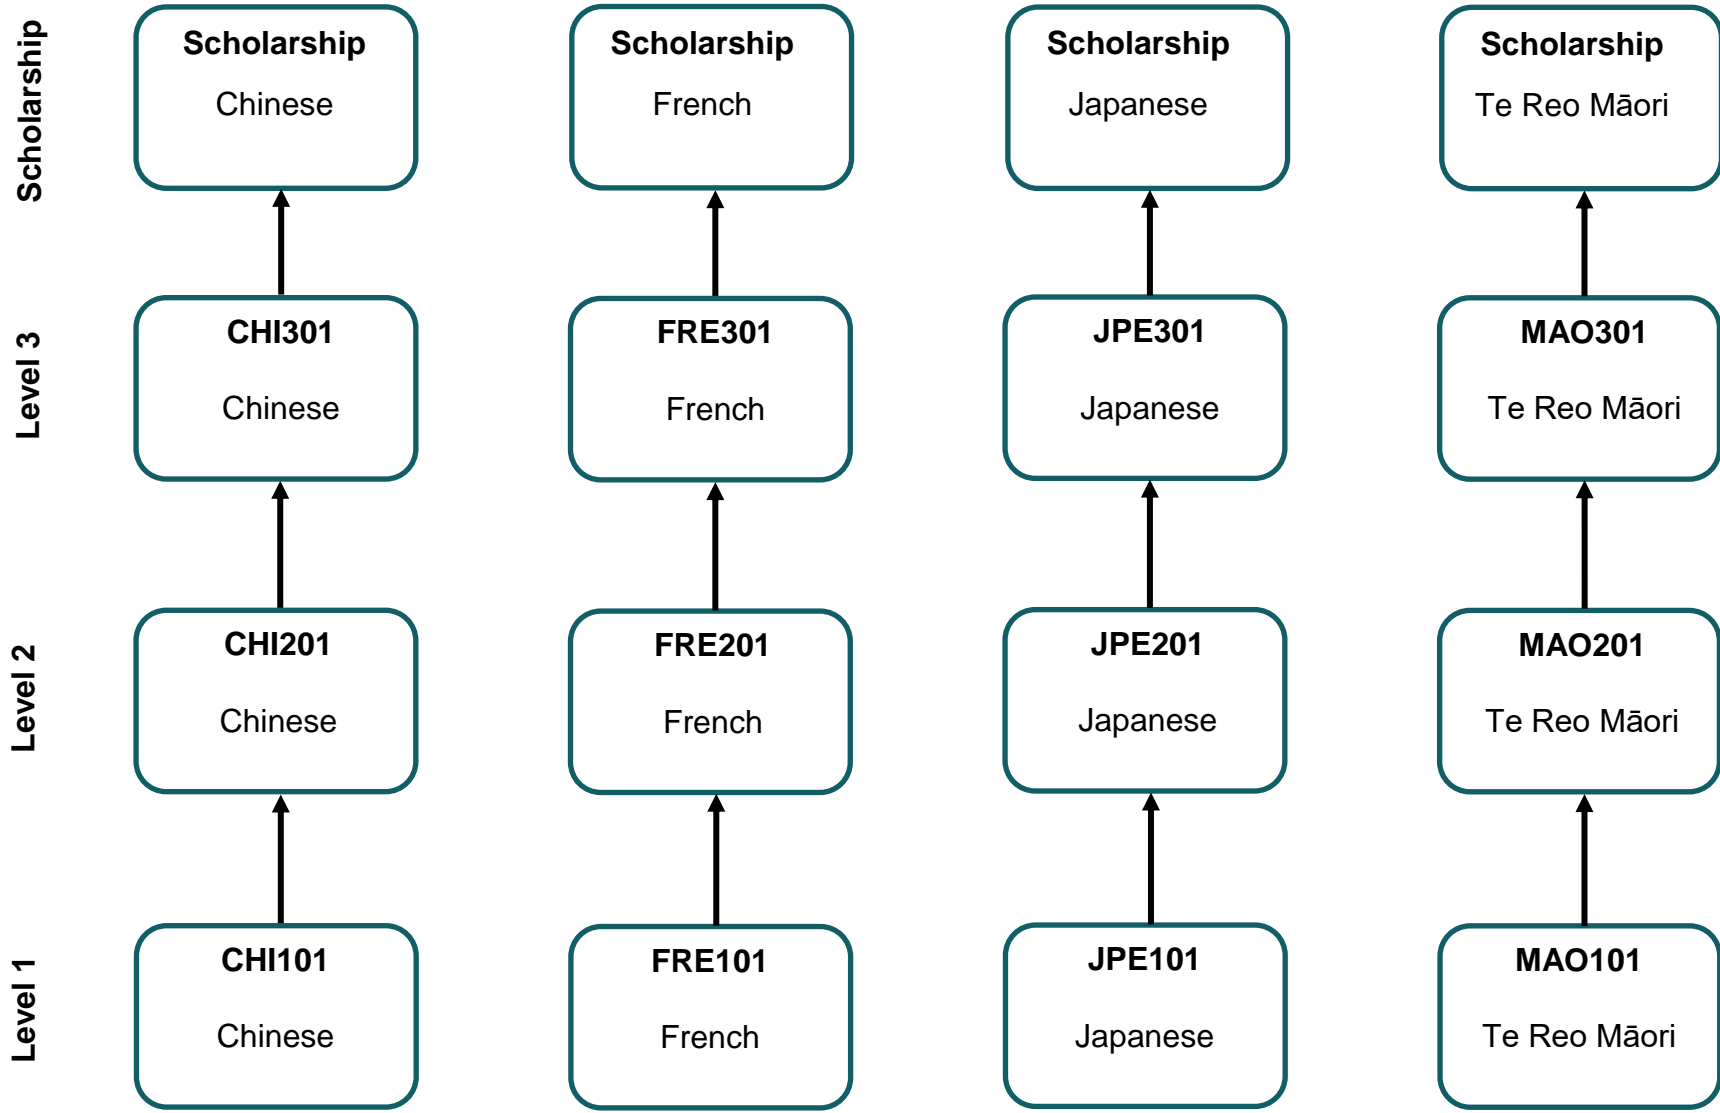 Scholarship
Scholarship
Chinese
Scholarship
French
Scholarship
Japanese
Scholarship
Te Reo Māori
Level 3
CHI301
Chinese
FRE301
French
JPE301
Japanese
MAO301
Te Reo Māori
Level 2
CHI201
Chinese
FRE201
French
JPE201
Japanese
MAO201
Te Reo Māori
Level 1
CHI101
Chinese
FRE101
French
JPE101
Japanese
MAO101
Te Reo Māori